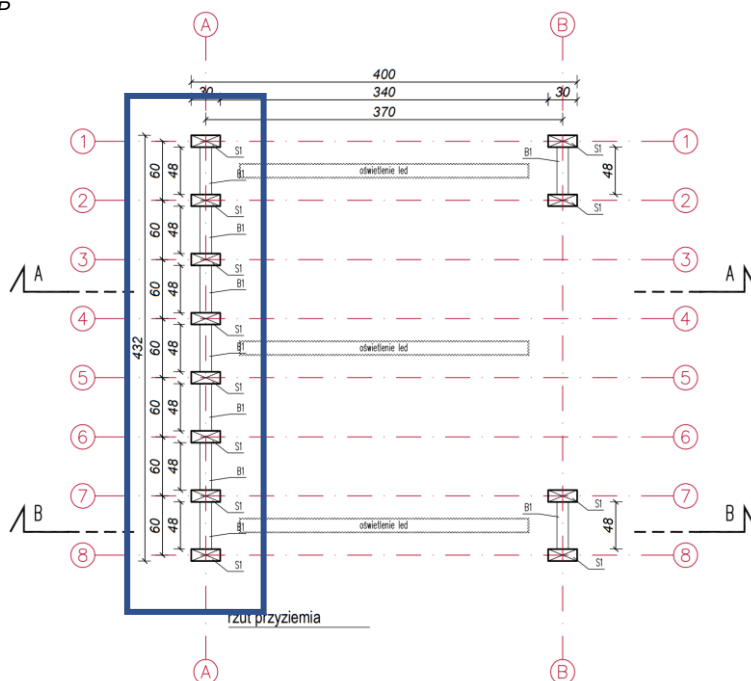 A B
400
30 340 30
370
1 S1 B1 S1 1
60 48 B1 oświetlenie led 48
2 S1 S1 2
60 48 B1
3 S1 3
A 60 48 B1 A
4 S1 4
432 60 48 B1 oświetlenie led
5 5
60 48 B1
6 S1 6
60 48 B1
7 S1 B1 S1 7
B 60 48 B1 oświetlenie led 48 B
8 S1 S1 8
rzut przyziemia
A B